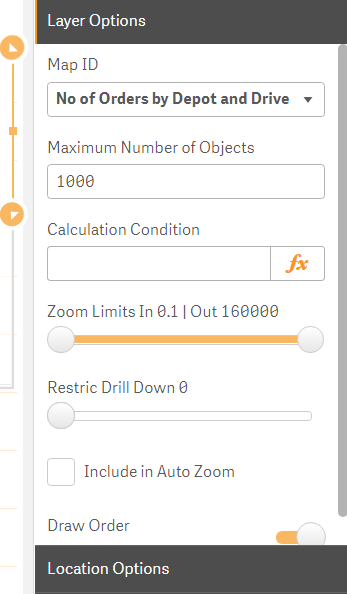 Layer Options
Map ID
No of Orders by Depot and Drive
Maximum Number of Objects
1000
Calculation Condition
fx
Zoom Limits In 0.1 | Out 160000
Restric Drill Down 0
Include in Auto Zoom
Draw Order
Location Options